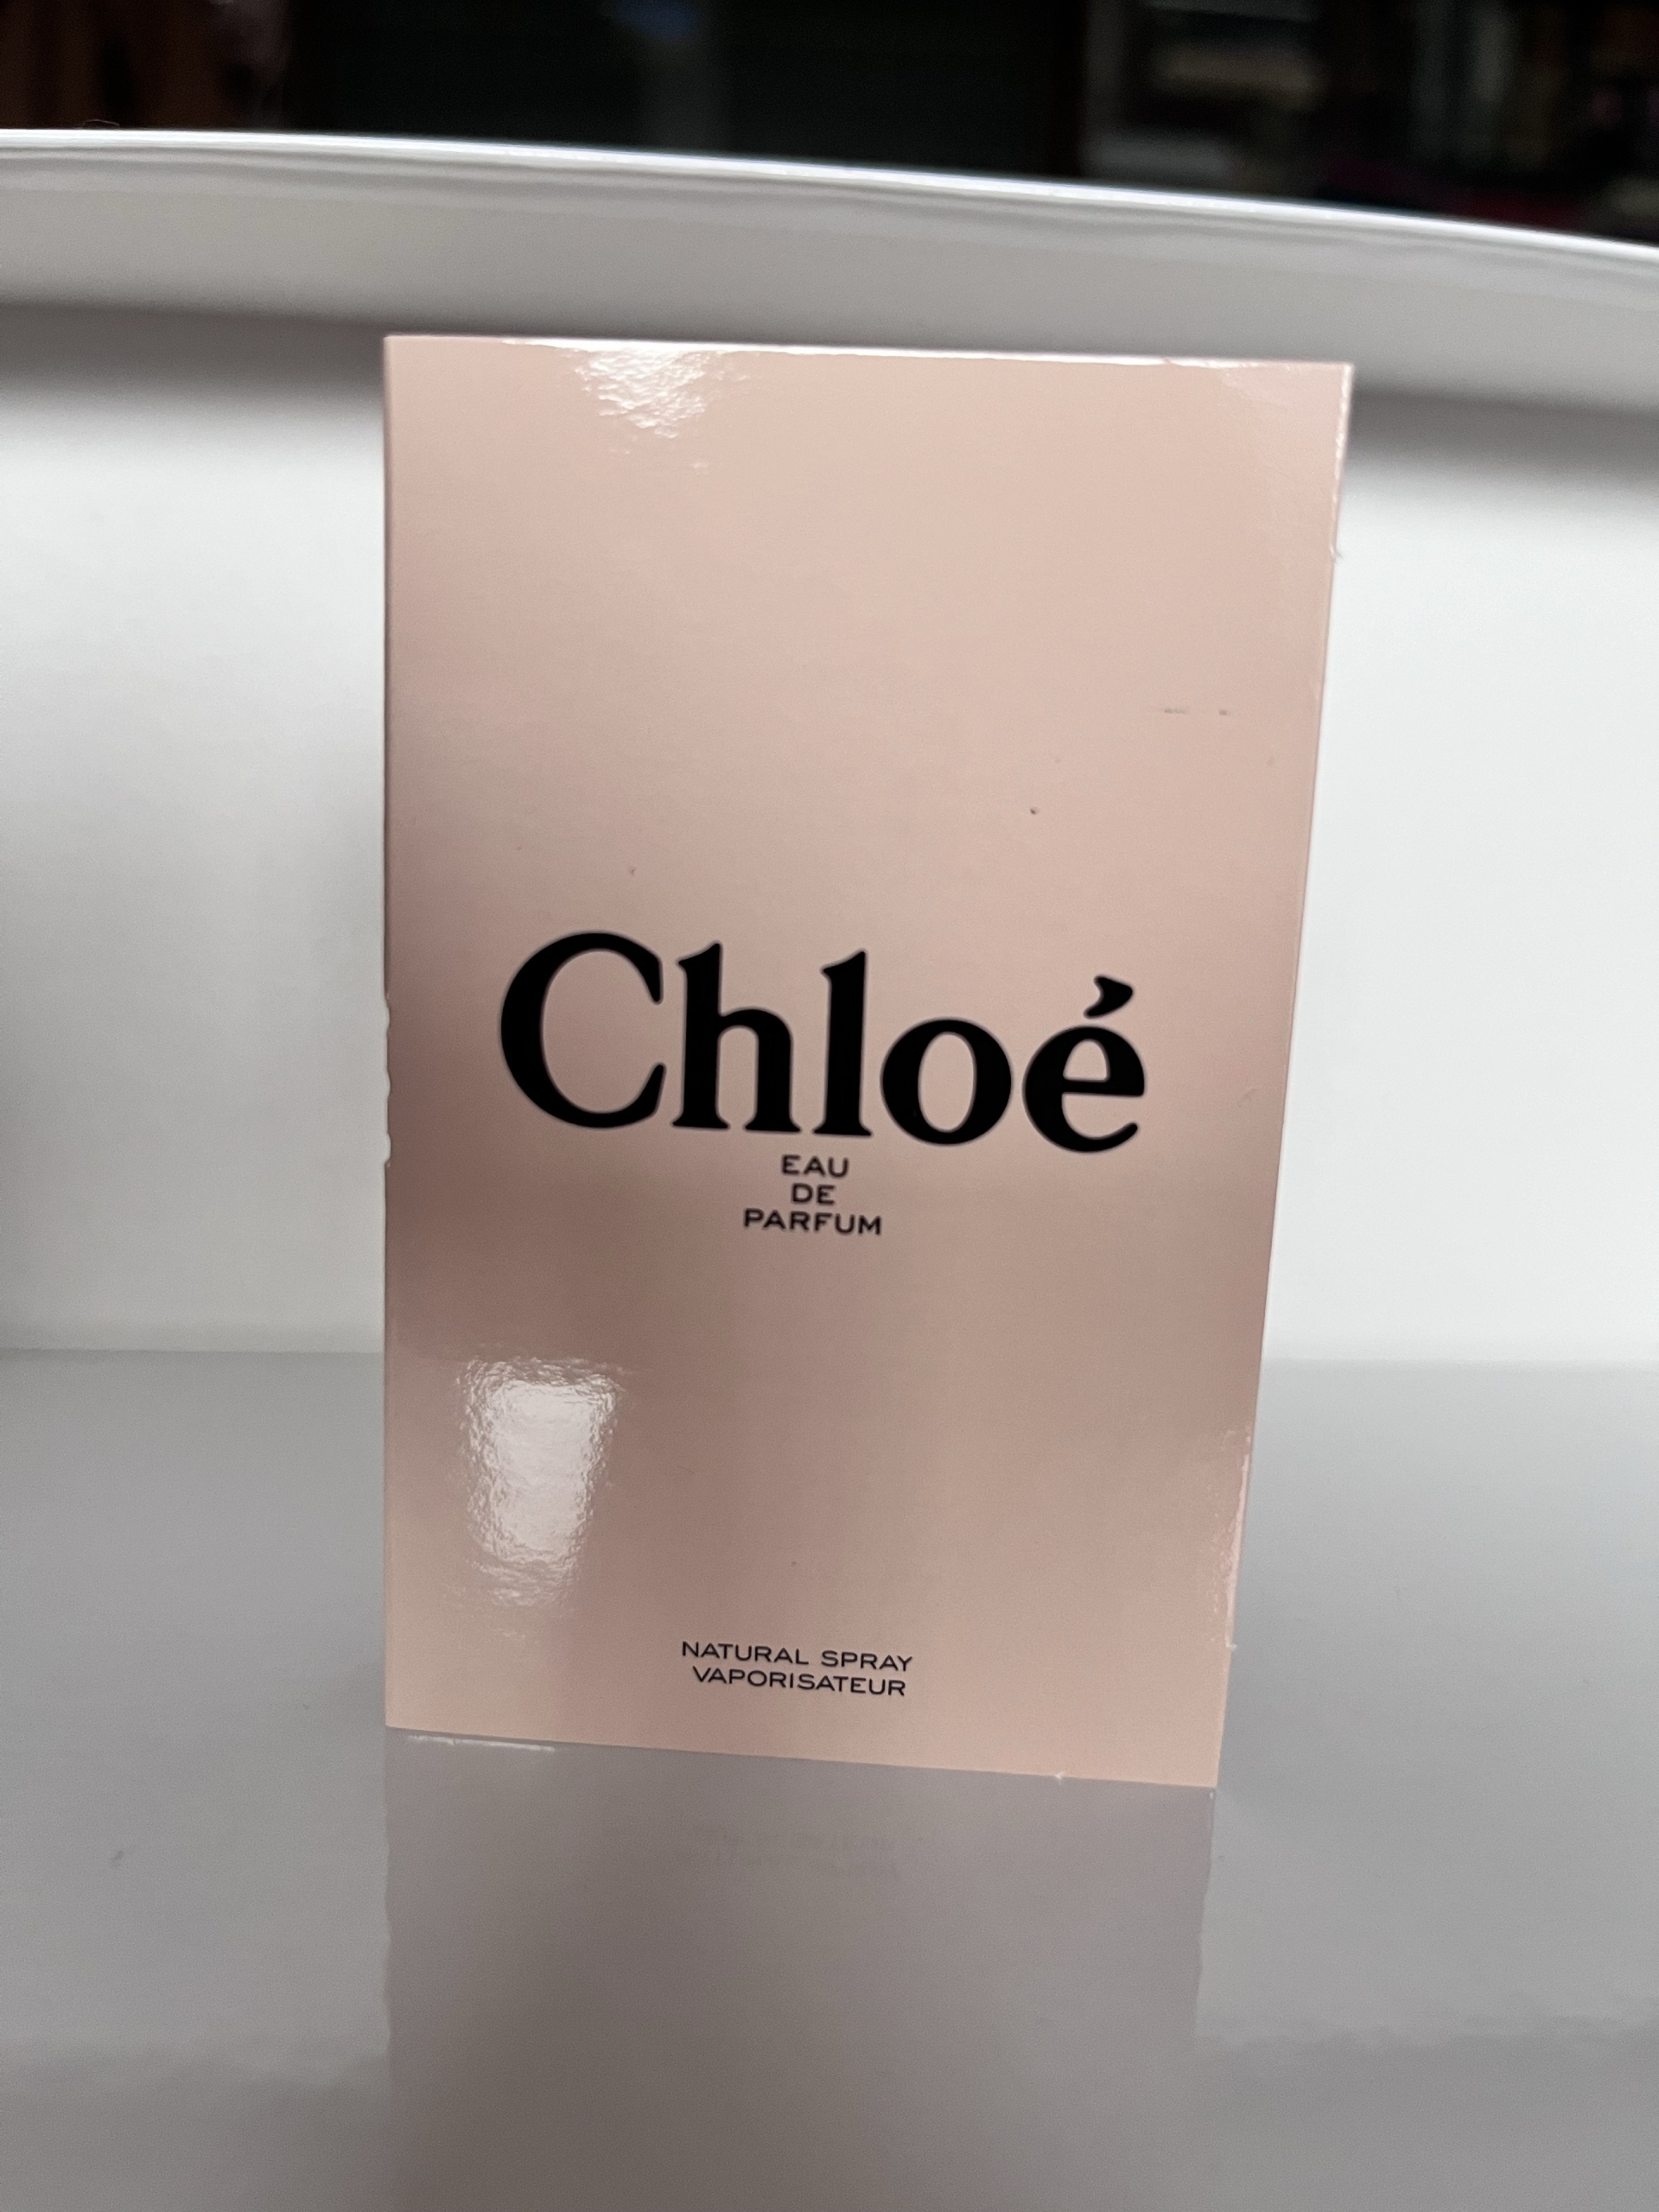 Chloé
EAU
DE
PARFUM
NATURAL SPRAY
VAPORISATEUR